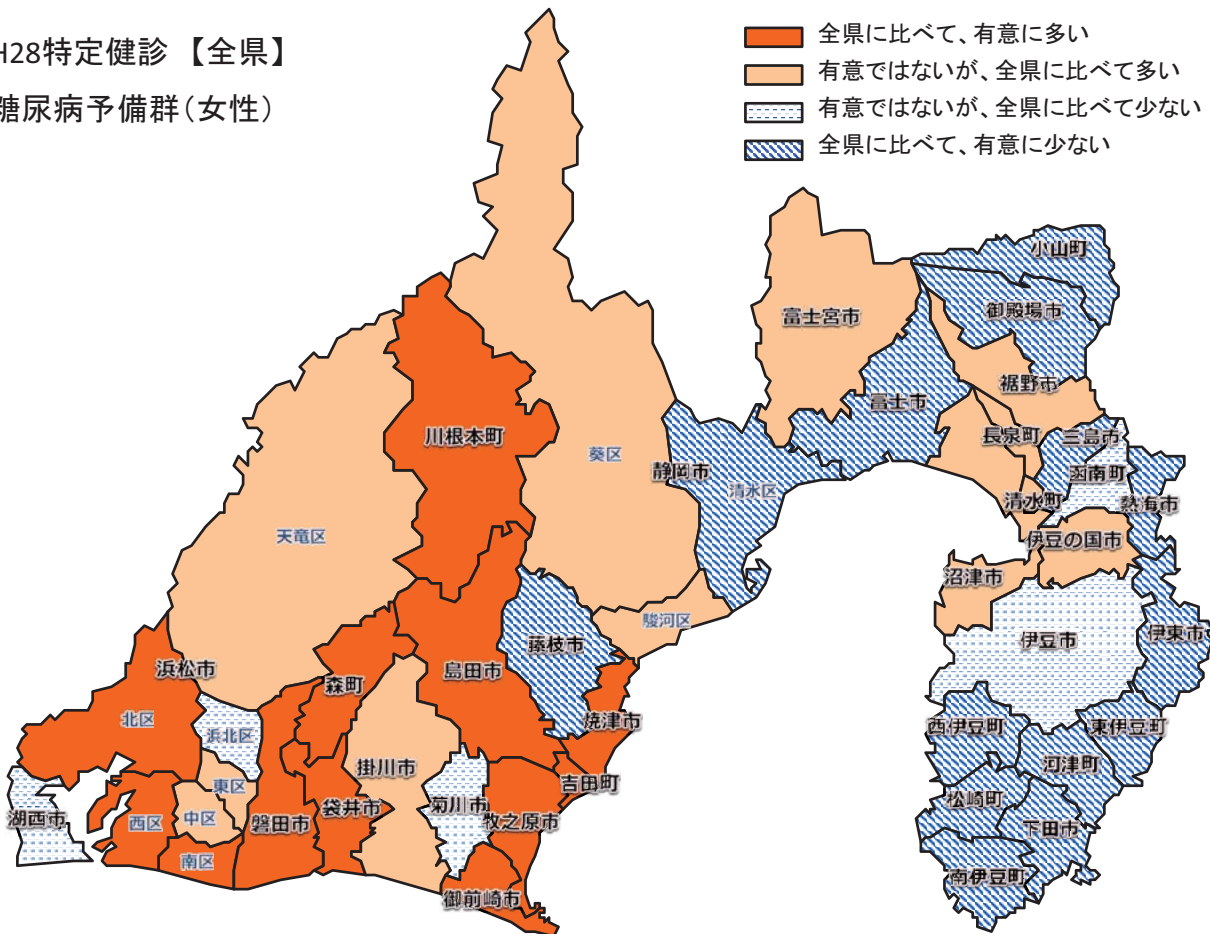 H28特定健診 【全県】
糖尿病予備群(女性)
全県に比べて、有意に多い
有意ではないが、全県に比べて多い
有意ではないが、全県に比べて少ない
全県に比べて、有意に少ない
小山町
御殿場市
富士宮市
裾野市
富士市
長泉町
三島市
川根本町
葵区
静岡市
清水区
函南町
清水町
熱海市
天竜区
伊豆の国市
沼津市
駿河区
藤枝市
伊豆市
伊東市
浜松市
島田市
森町
北区
浜北区
焼津市
西伊豆町
東伊豆町
掛川市
河津町
東区
吉田町
湖西市
西区
中区
磐田市
袋井市
菊川市
牧之原市
松崎町
下田市
南区
御前崎市
南伊豆町